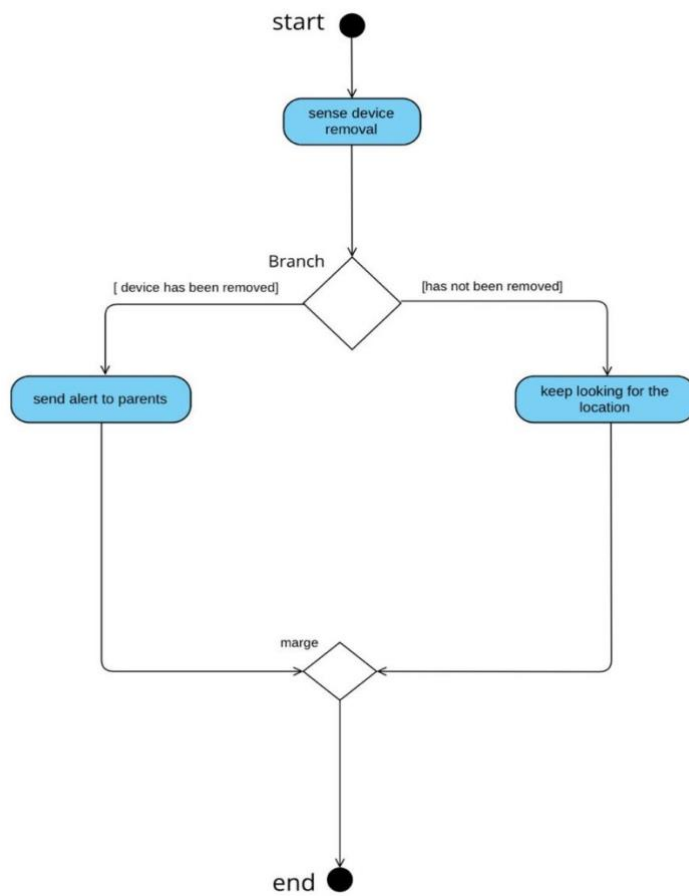 start
sense device
removal
Branch
[ device has been removed]
[has not been removed]
send alert to parents
keep looking for the
location
marge
end